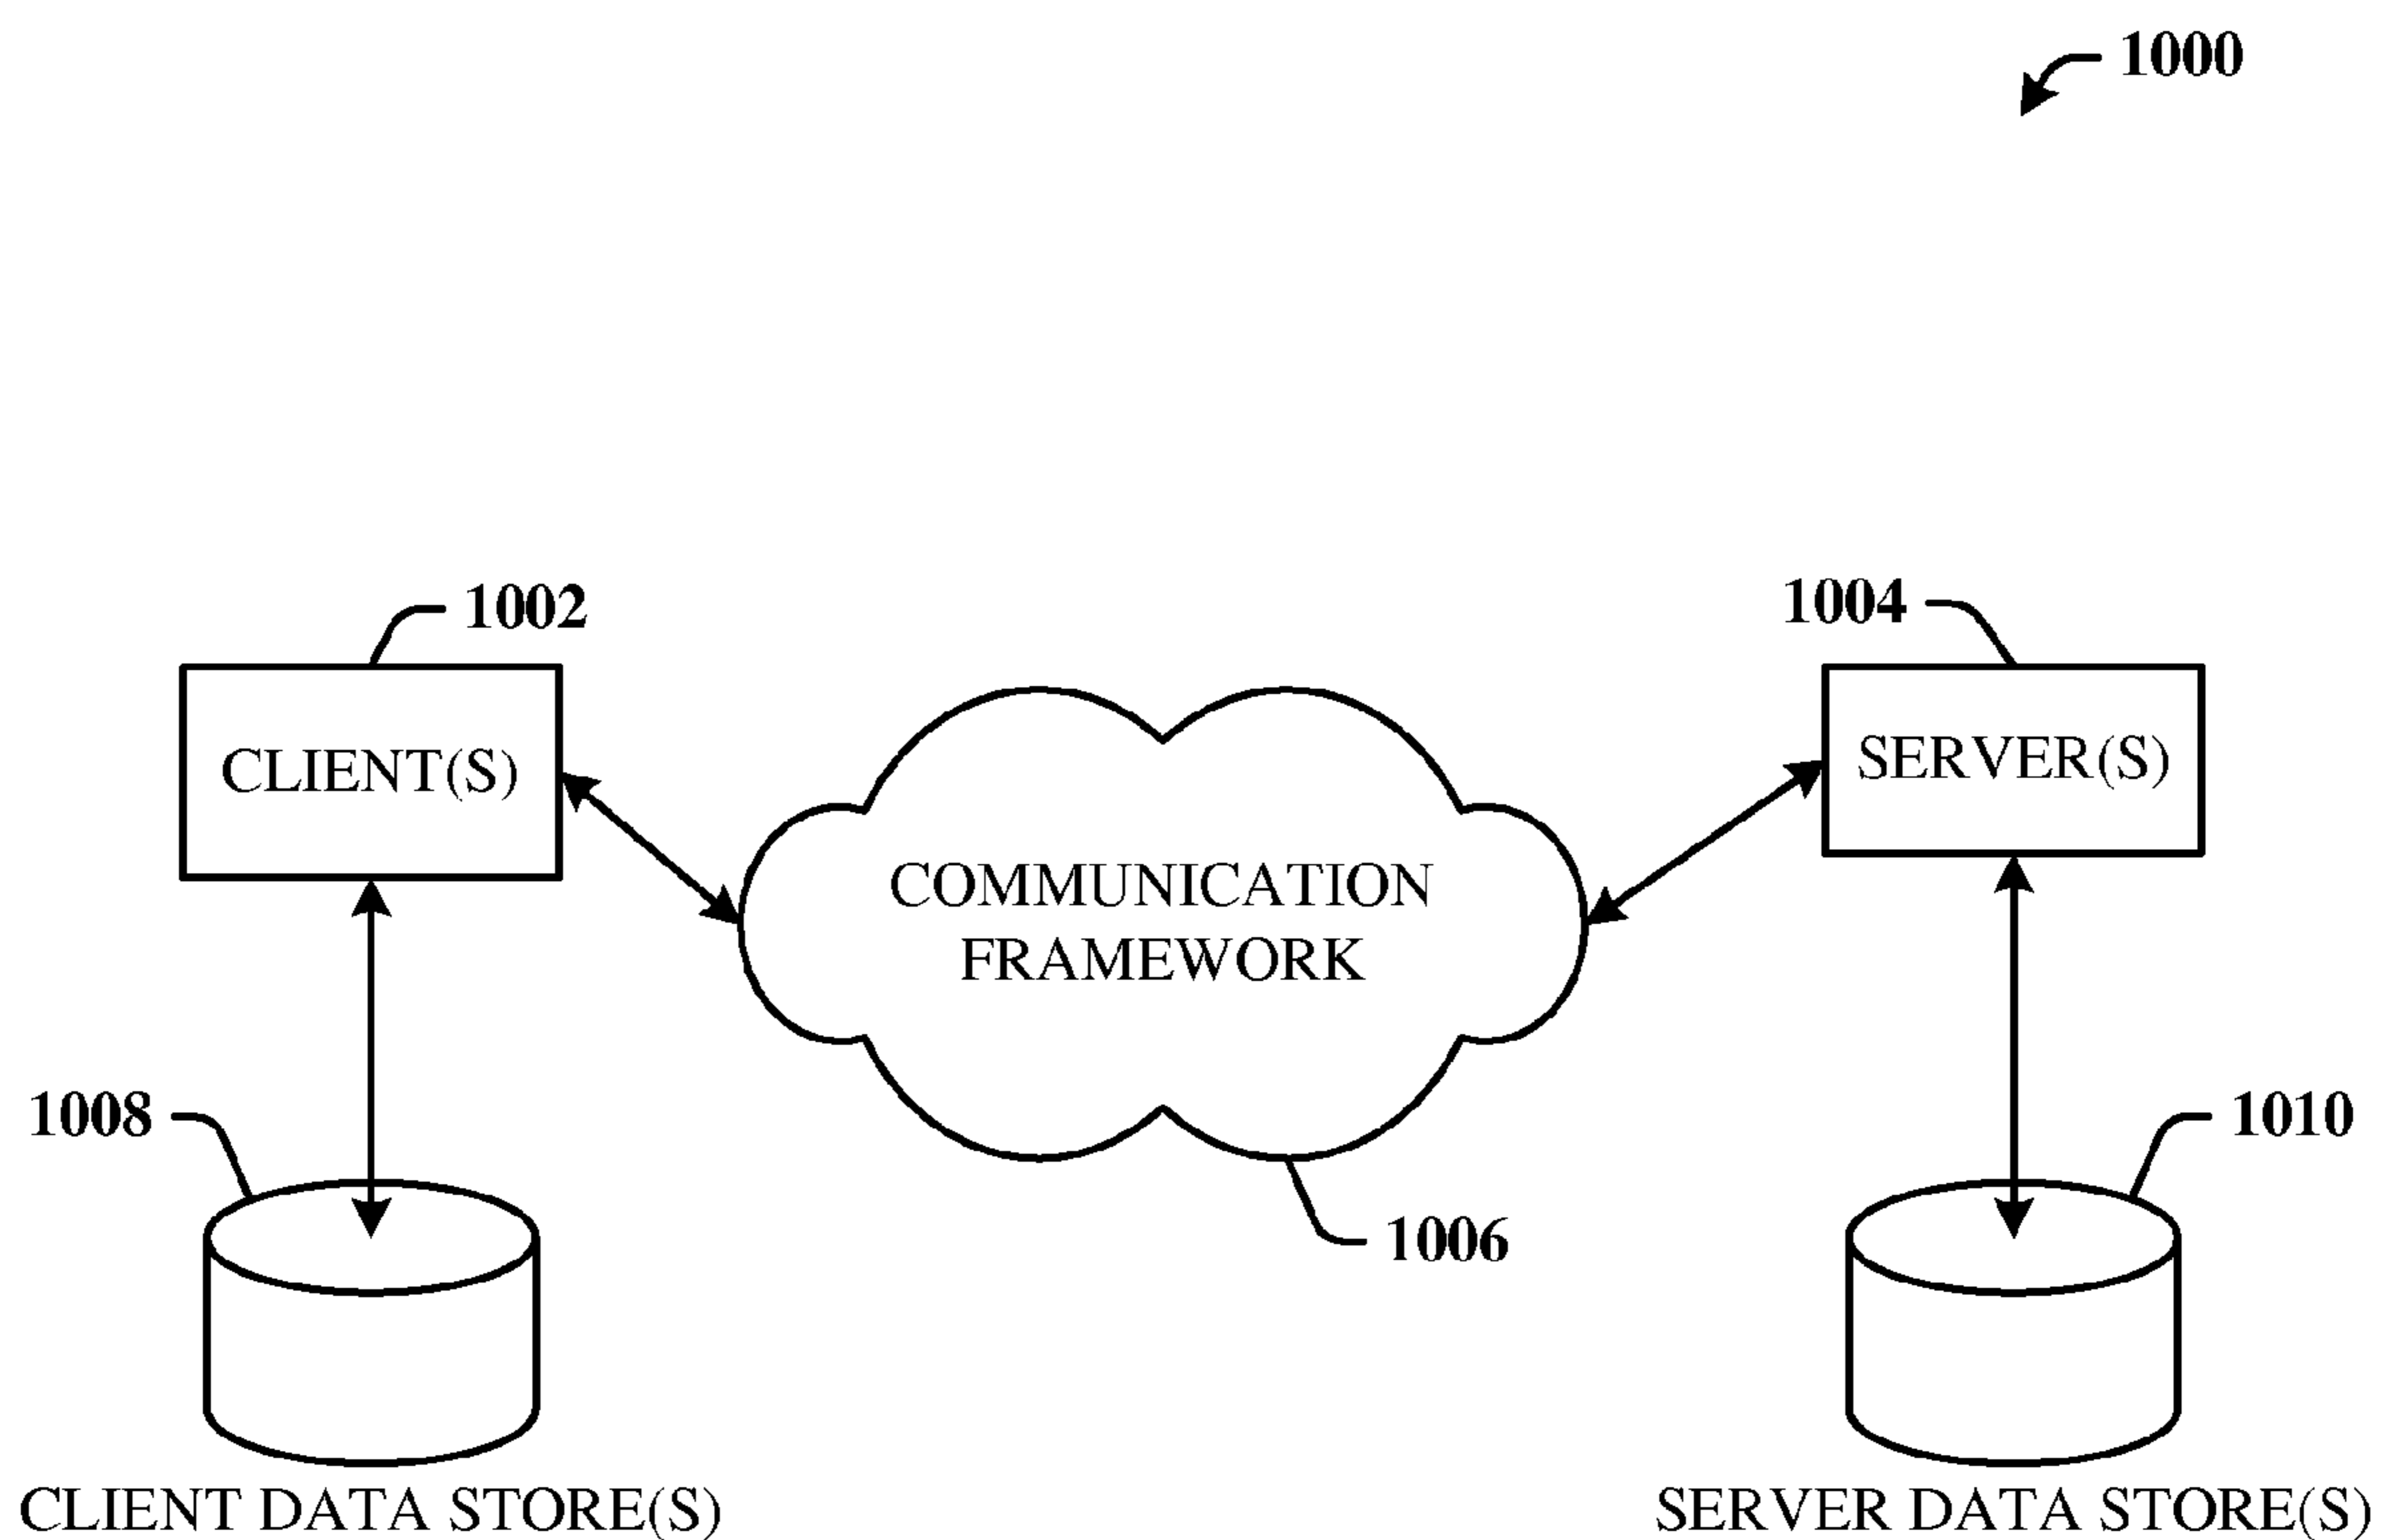 1000
1002
1004
CLIENT(S)
SERVER(S)
COMMUNICATION
FRAMEWORK
1008
1010
1006
CLIENT DATA STORE(S)
SERVER DATA STORE(S)